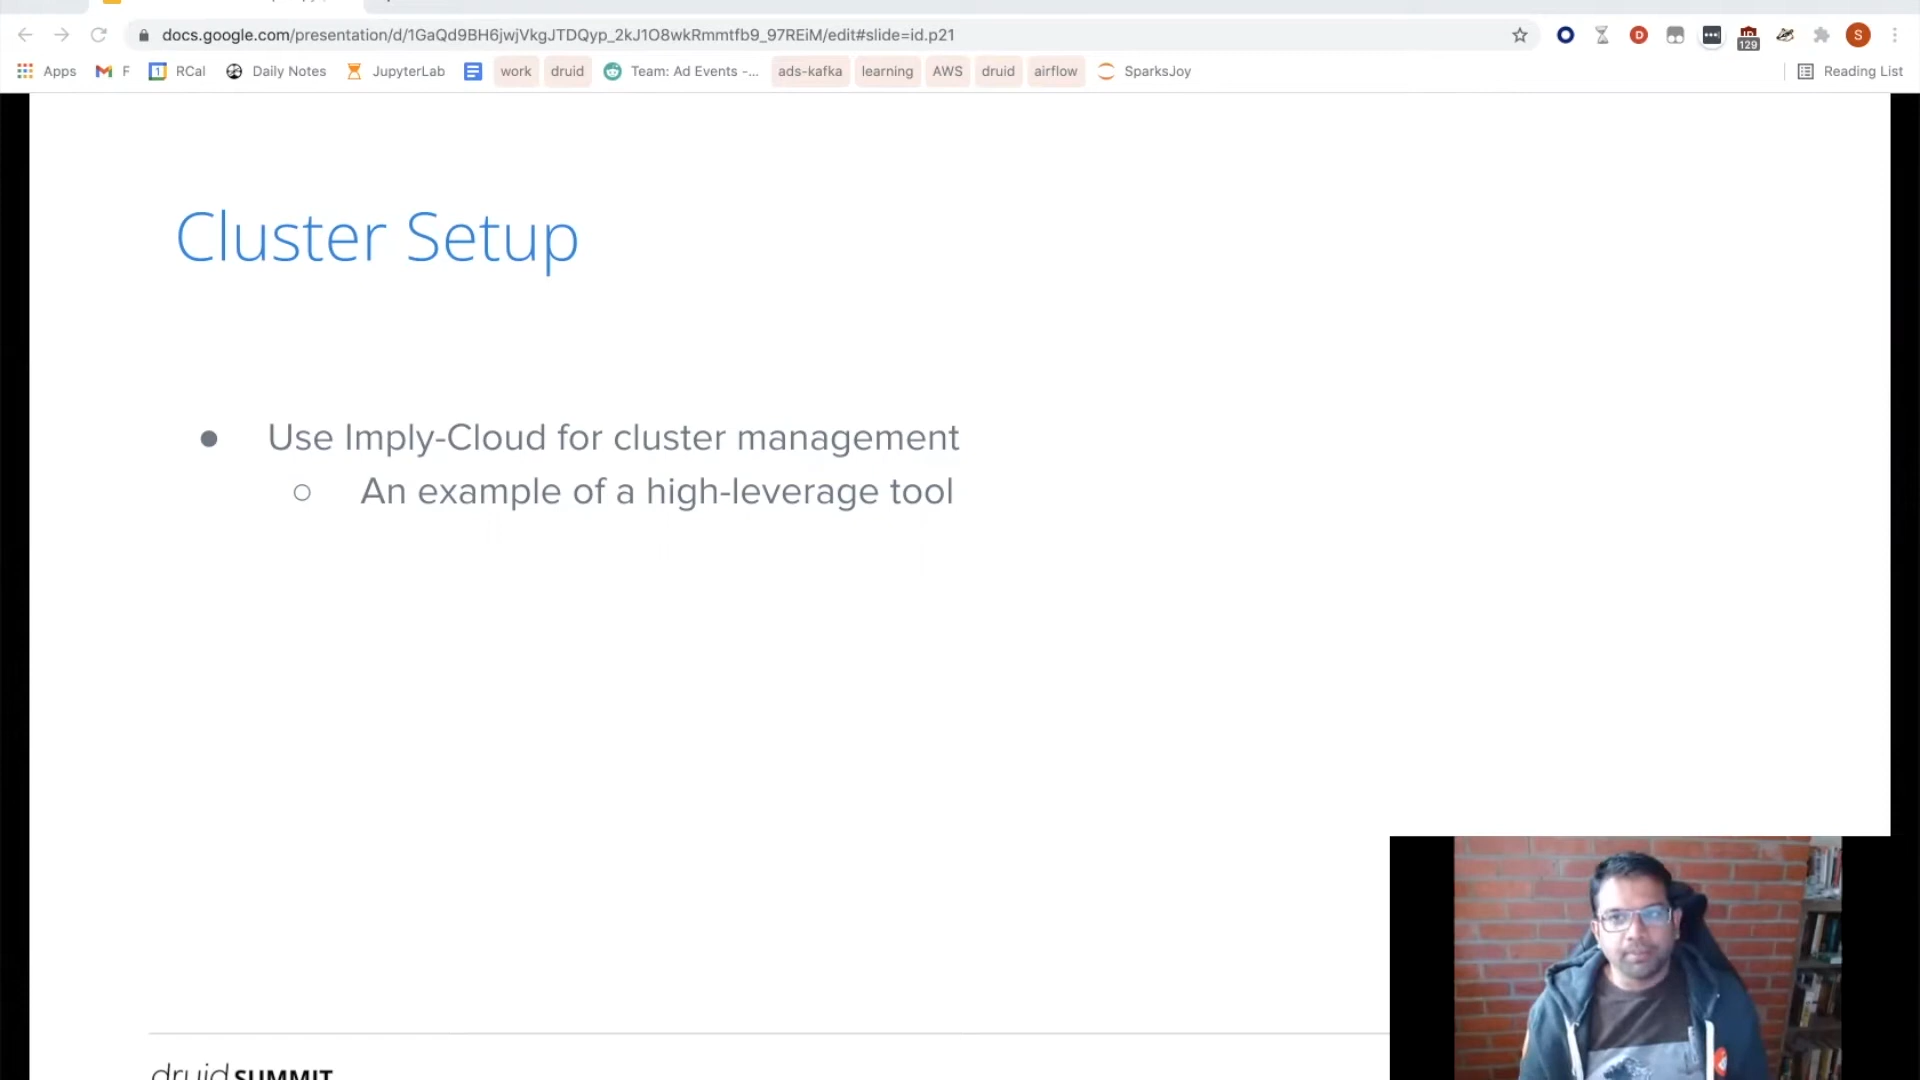 docs.google.com/presentation/d/1GaQd9BH6jwjVkgJTDQyp_2kJ1O8wkRmmtfb9_97REiM/edit#slide=id.p21
D
129
S
Apps F 1 RCal Daily Notes JupyterLab work druid Team: Ad Events -... ads-kafka learning AWS druid airflow SparksJoy Reading List
Cluster Setup
● Use Imply-Cloud for cluster management
○ An example of a high-leverage tool
druid SUMMIT